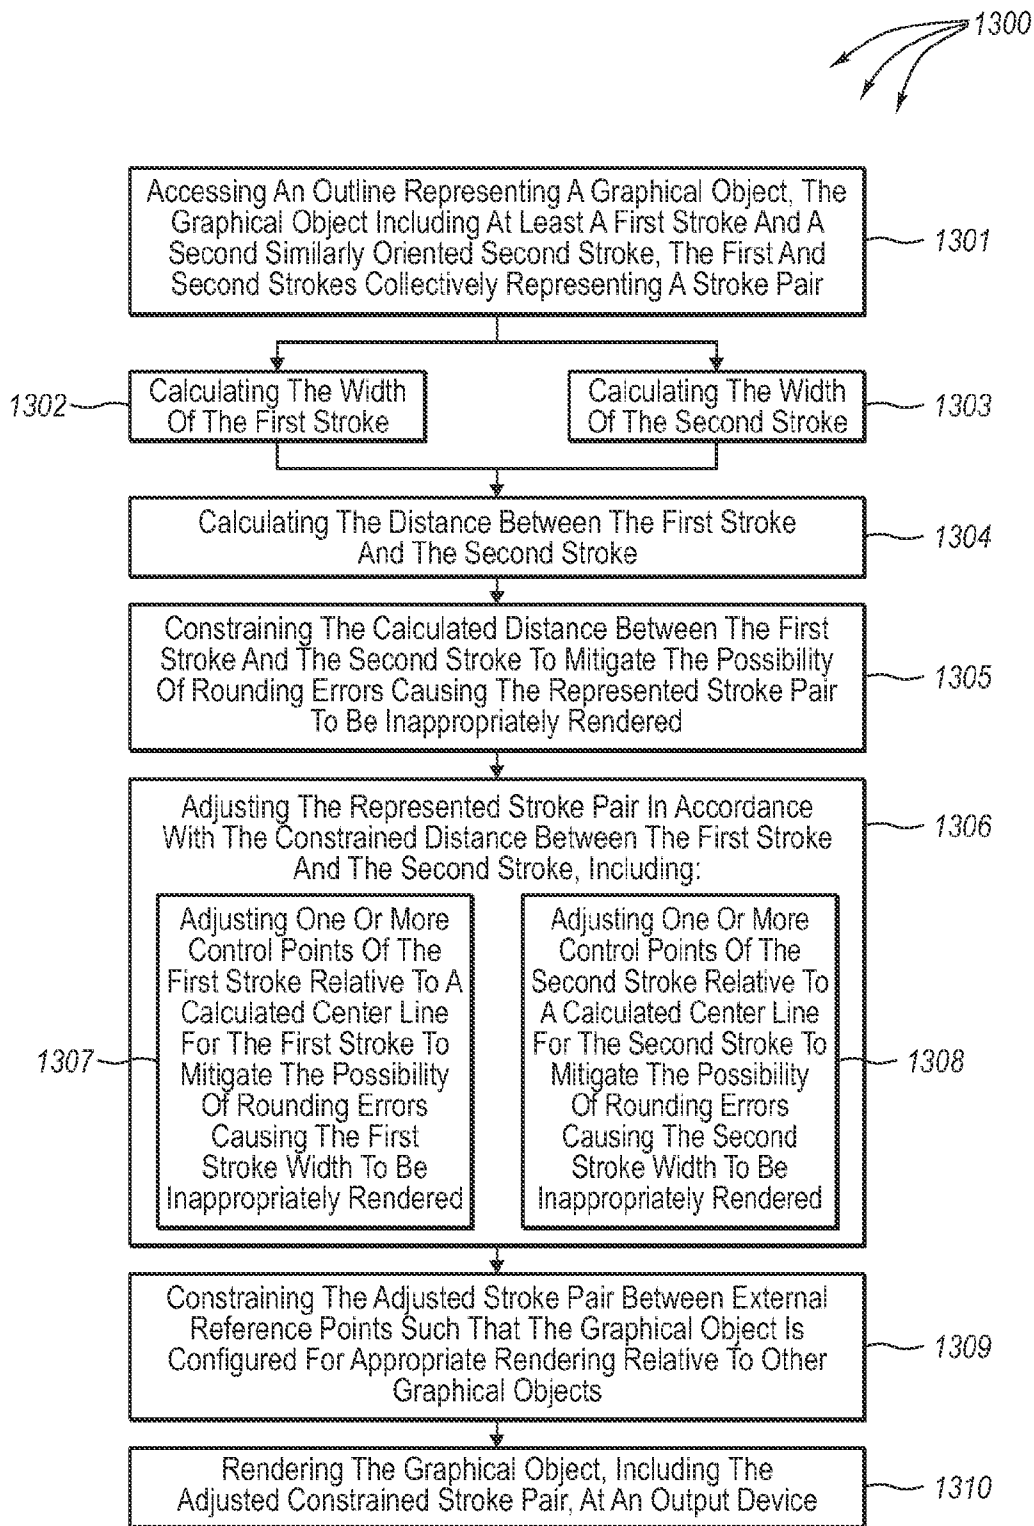 1300
Accessing An Outline Representing A Graphical Object, The
Graphical Object Including At Least A First Stroke And A
Second Similarly Oriented Second Stroke, The First And
Second Strokes Collectively Representing A Stroke Pair
1301
1302
Calculating The Width
Of The First Stroke
Calculating The Width
Of The Second Stroke
1303
Calculating The Distance Between The First Stroke
And The Second Stroke
1304
Constraining The Calculated Distance Between The First
Stroke And The Second Stroke To Mitigate The Possibility
Of Rounding Errors Causing The Represented Stroke Pair
To Be Inappropriately Rendered
1305
Adjusting The Represented Stroke Pair In Accordance
With The Constrained Distance Between The First Stroke
And The Second Stroke, Including:
1306
Adjusting One Or More
Control Points Of The
First Stroke Relative To A
Calculated Center Line
For The First Stroke To
Mitigate The Possibility
Of Rounding Errors
Causing The First
Stroke Width To Be
Inappropriately Rendered
1307
Adjusting One Or More
Control Points Of The
Second Stroke Relative To
A Calculated Center Line
For The Second Stroke To
Mitigate The Possibility
Of Rounding Errors
Causing The Second
Stroke Width To Be
Inappropriately Rendered
1308
Constraining The Adjusted Stroke Pair Between External
Reference Points Such That The Graphical Object Is
Configured For Appropriate Rendering Relative To Other
Graphical Objects
1309
Rendering The Graphical Object, Including The
Adjusted Constrained Stroke Pair, At An Output Device
1310